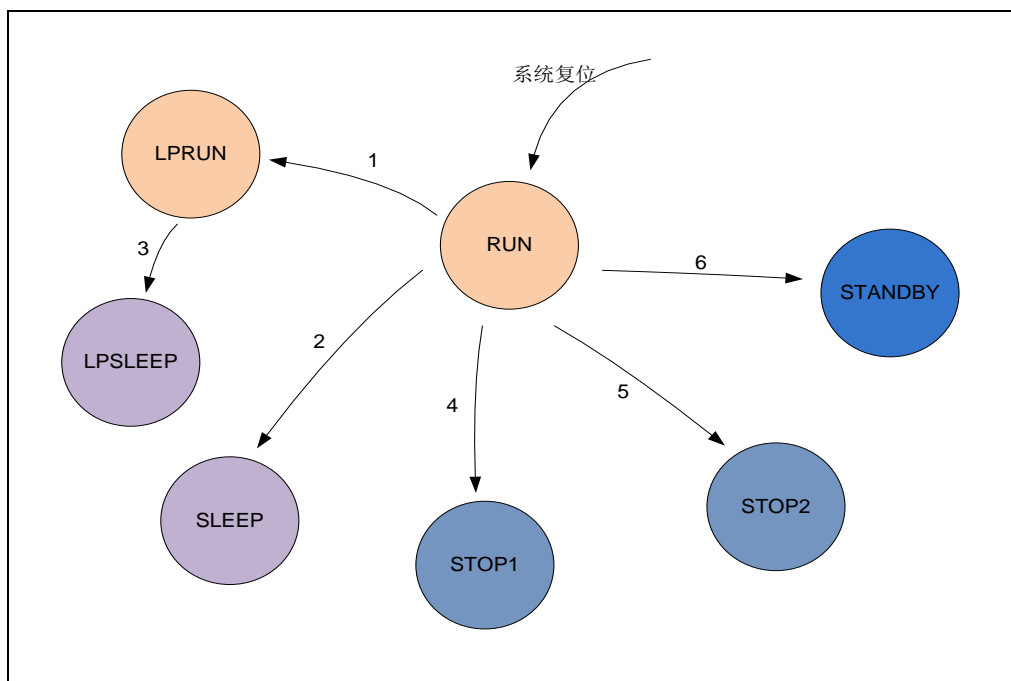 系统复位
LPRUN
1
RUN
3
6
STANDBY
2
LPSLEEP
4
5
SLEEP
STOP1
STOP2